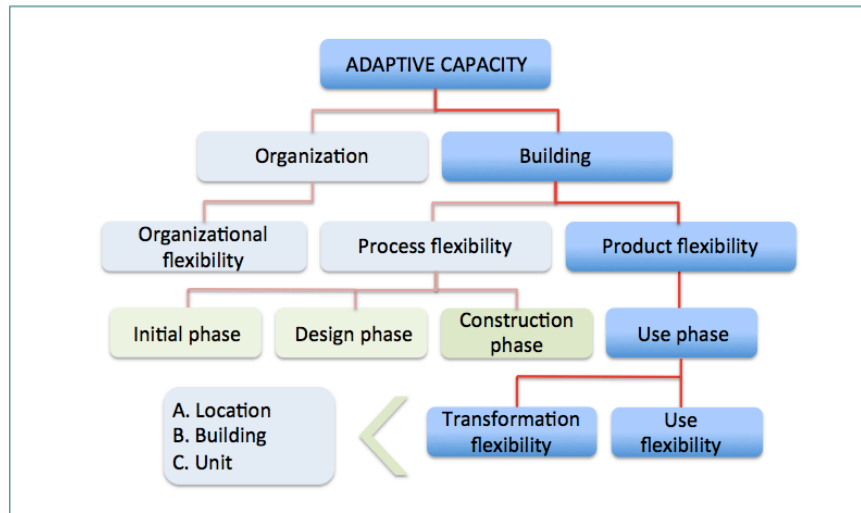 ADAPTIVE CAPACITY
Organization
Building
Organizational
flexibility
Process flexibility
Product flexibility
Initial phase
Design phase
Construction
phase
Use phase
A. Location
B. Building
C. Unit
Transformation
flexibility
Use
flexibility